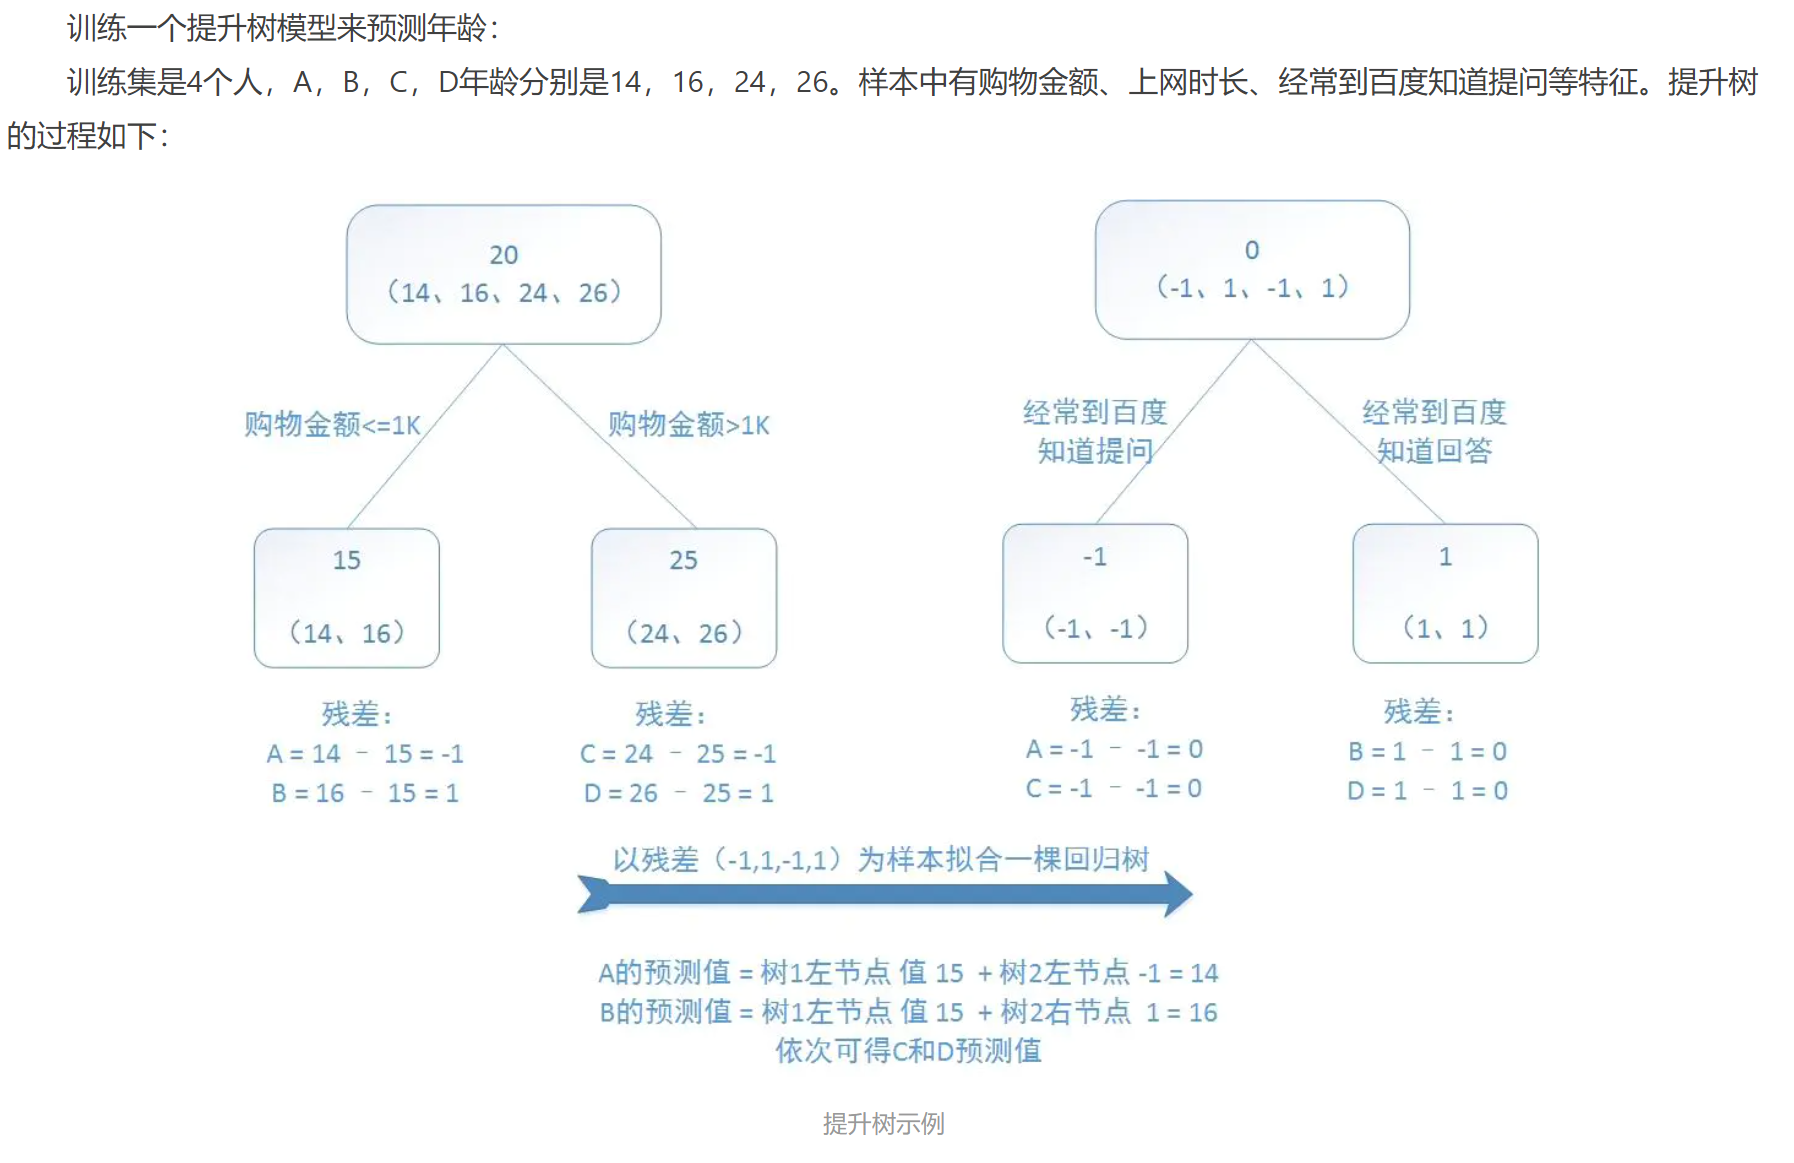 训练一个提升树模型来预测年龄：
训练集是4个人，A，B，C，D年龄分别是14，16，24，26。样本中有购物金额、上网时长、经常到百度知道提问等特征。提升树
的过程如下：
20
（14、16、24、26）
购物金额<=1K
购物金额>1K
15
（14、16）
25
（24、26）
残差：
A = 14 － 15 = -1
B = 16 － 15 = 1
残差：
C = 24 － 25 = -1
D = 26 － 25 = 1
0
（-1、1、-1、1）
经常到百度
知道提问
经常到百度
知道回答
-1
（-1、-1）
1
（1、1）
残差：
A = -1 － -1 = 0
C = -1 － -1 = 0
残差：
B = 1 － 1 = 0
D = 1 － 1 = 0
以残差（-1,1,-1,1）为样本拟合一棵回归树
A的预测值 = 树1左节点 值 15 + 树2左节点 -1 = 14
B的预测值 = 树1左节点 值 15 + 树2右节点 1 = 16
依次可得C和D预测值
提升树示例